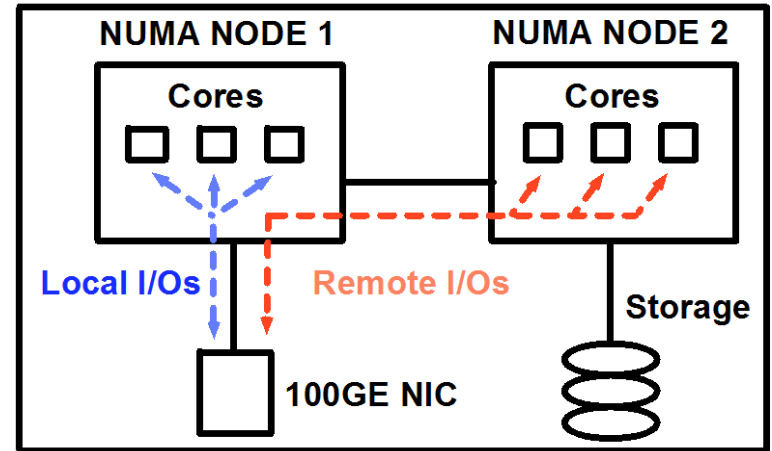 NUMA NODE 1
NUMA NODE 2
Cores
Cores
Local I/Os
Remote I/Os
Storage
100GE NIC